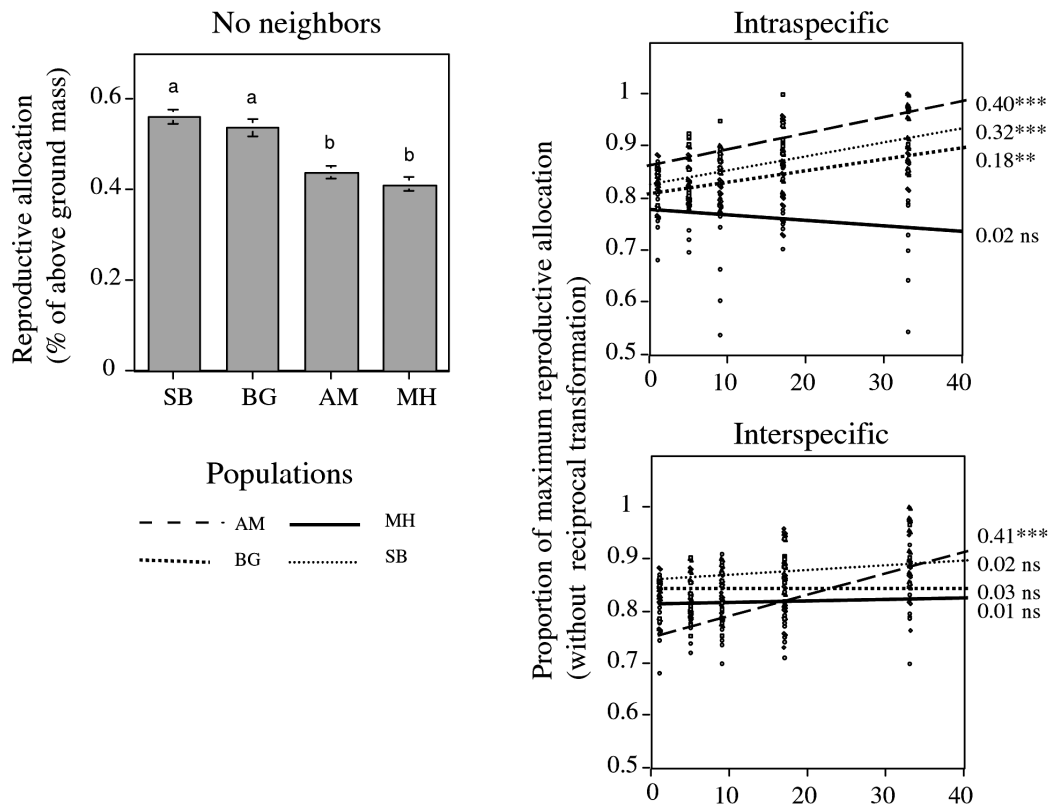 No neighbors
Reproductive allocation
(% of above ground mass)
0.6
0.4
0.2
0
a
a
b
b
SB
BG
AM
MH
Populations
AM
MH
BG
SB
Proportion of maximum reproductive allocation
(without reciprocal transformation)
Intraspecific
1
0.9
0.8
0.7
0.6
0.5
0
10
20
30
40
0.40***
0.32***
0.18**
0.02 ns
Interspecific
1
0.9
0.8
0.7
0.6
0.5
0
10
20
30
40
0.41***
0.02 ns
0.03 ns
0.01 ns